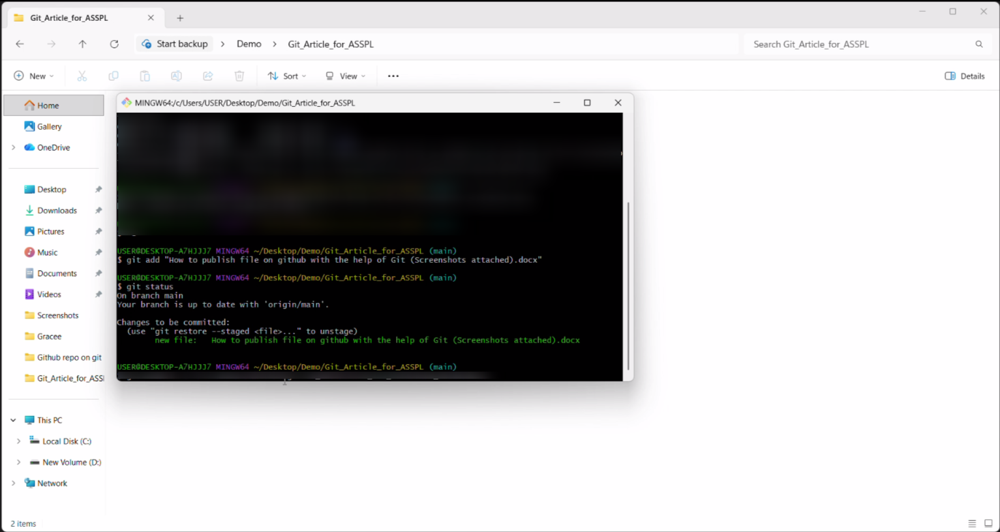 Git_Article_for_ASSPL
Start backup > Demo > Git_Article_for_ASSPL
Search Git_Article_for_ASSPL
New
Sort
View
Details
Home
Gallery
OneDrive
Desktop
Downloads
Pictures
Music
Documents
Videos
Screenshots
Gracee
Github repo on git
Git_Article_for_ASSI
This PC
Local Disk (C:)
New Volume (D:)
Network
2 items
MINGW64:/c/Users/USER/Desktop/Demo/Git_Article_for_ASSPL
USER@DESKTOP-A7HJJJ7 MINGW64 ~/Desktop/Demo/Git_Article_for_ASSPL (main)
$ git add "How to publish file on github with the help of Git (Screenshots attached).docx"
USER@DESKTOP-A7HJJJ7 MINGW64 ~/Desktop/Demo/Git_Article_for_ASSPL (main)
$ git status
On branch main
Your branch is up to date with 'origin/main'.
Changes to be committed:
(use "git restore --staged <file>..." to unstage)
new file: How to publish file on github with the help of Git (Screenshots attached).docx
USER@DESKTOP-A7HJJJ7 MINGW64 ~/Desktop/Demo/Git_Article_for_ASSPL (main)